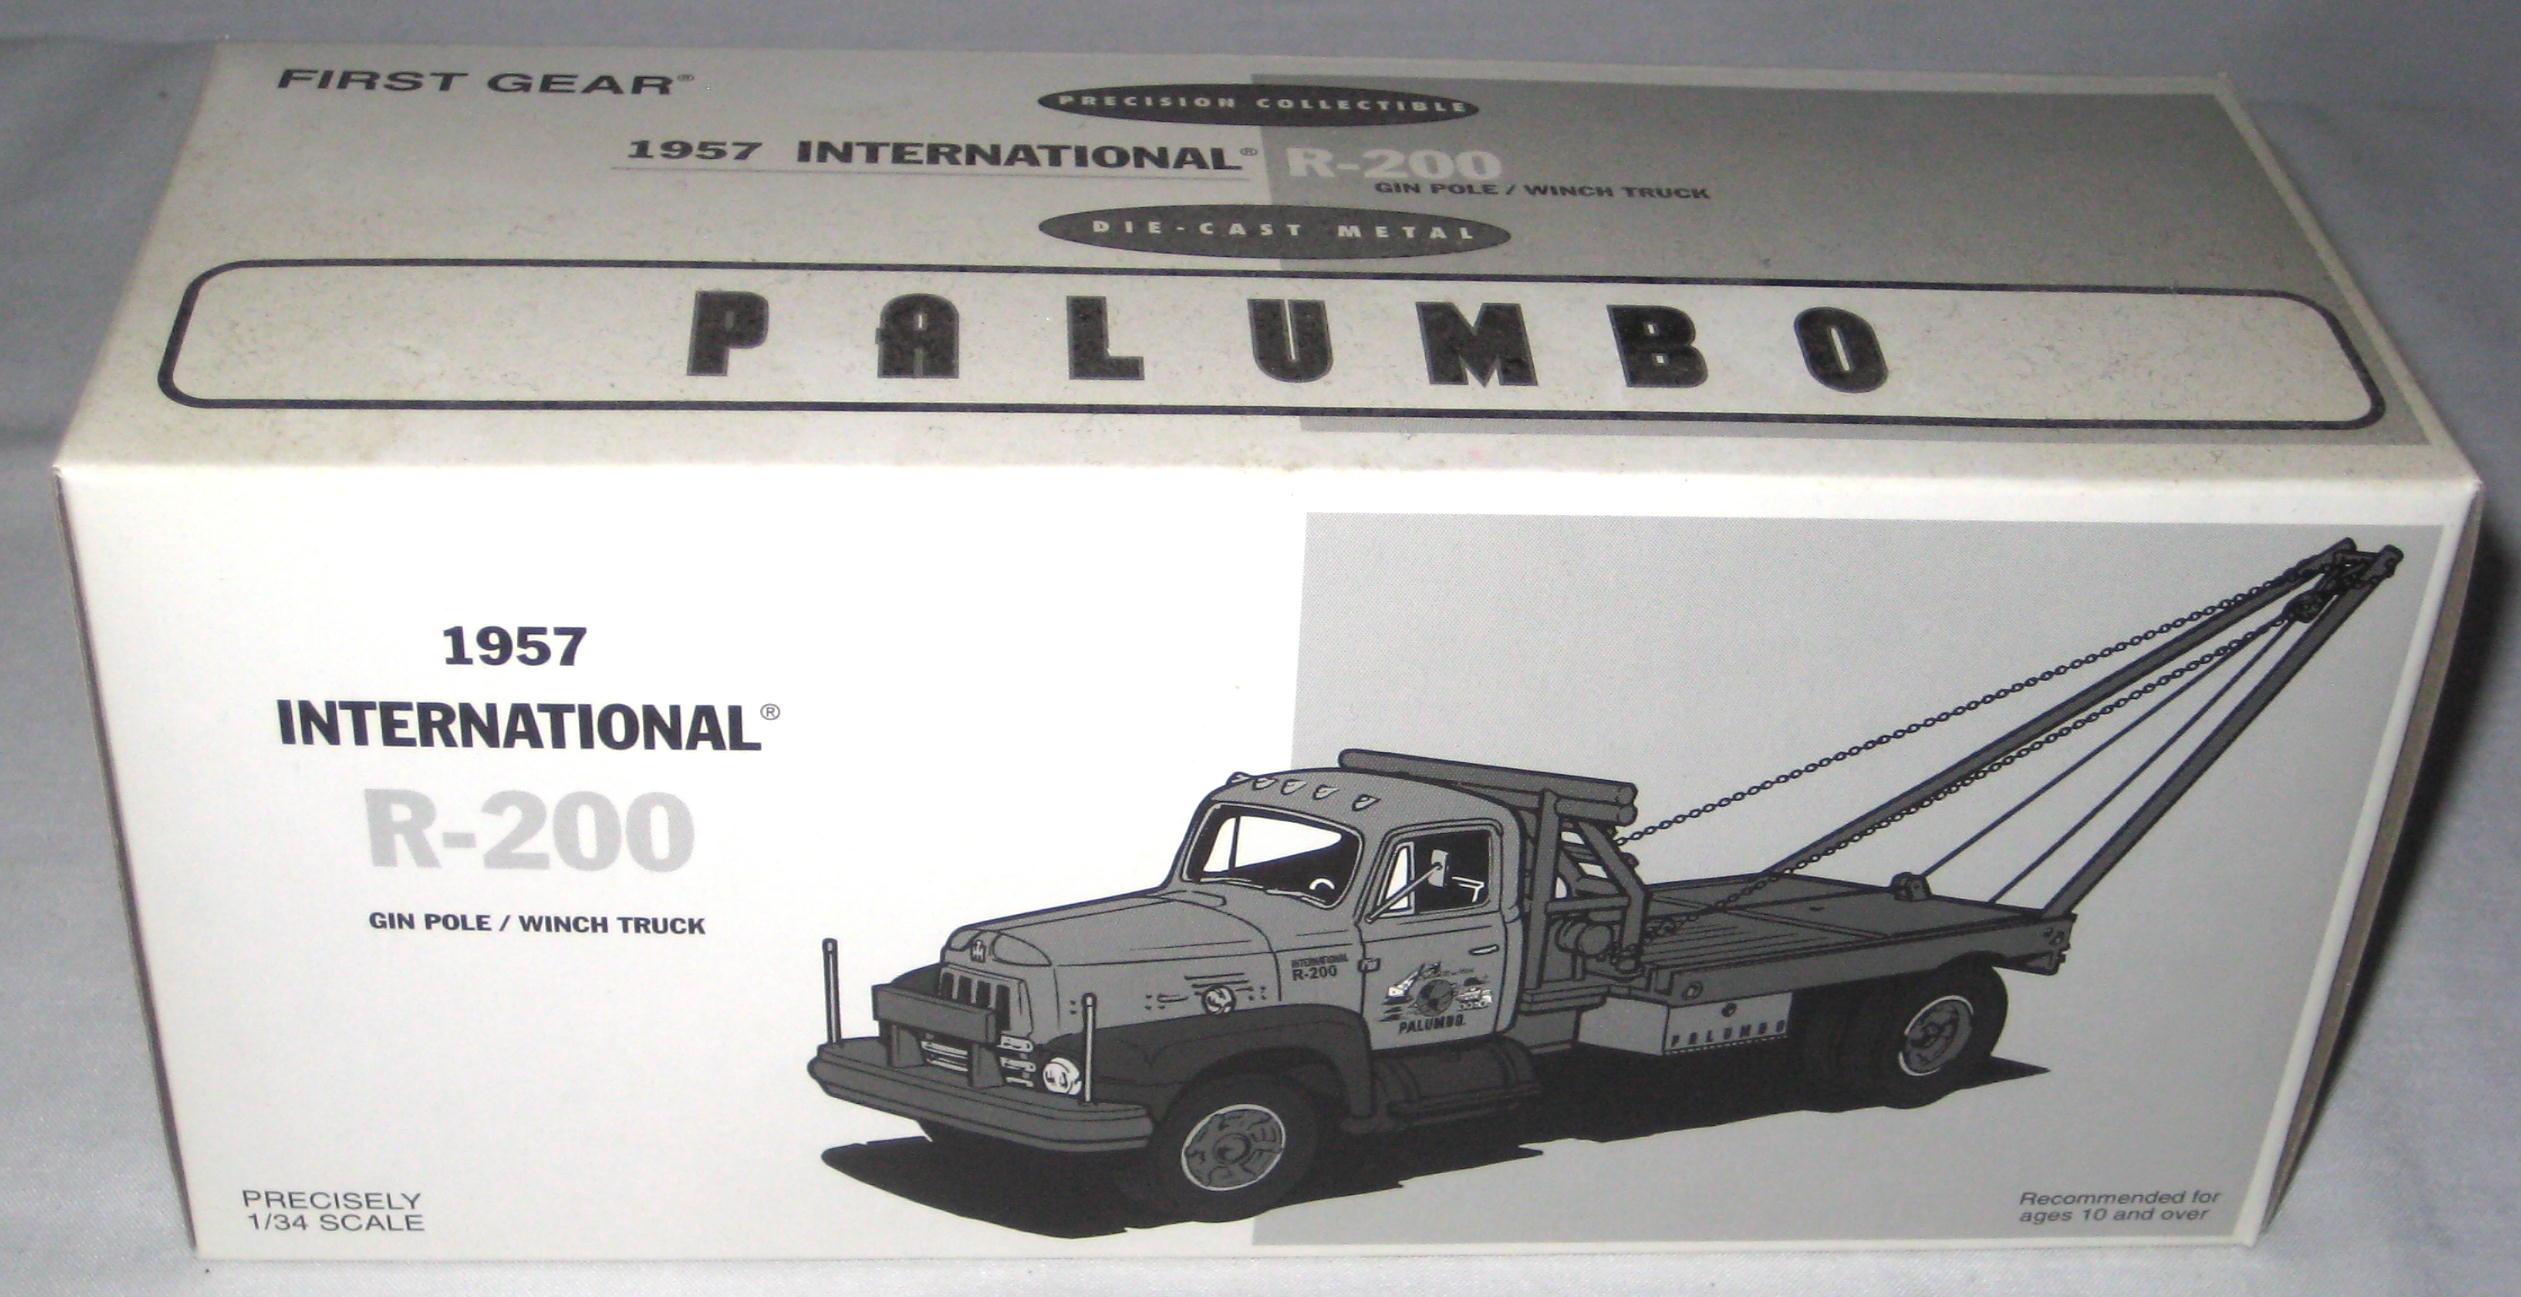 FIRST GEAR®
PRECISION COLLECTIBLE
1957 INTERNATIONAL® R-200
GIN POLE / WINCH TRUCK
DIE-CAST METAL
PALUMBO
1957
INTERNATIONAL®
R-200
GIN POLE / WINCH TRUCK
INTERNATIONAL
R-200
PALUMBO
PALUMBO
PRECISELY
1/34 SCALE
Recommended for
ages 10 and over